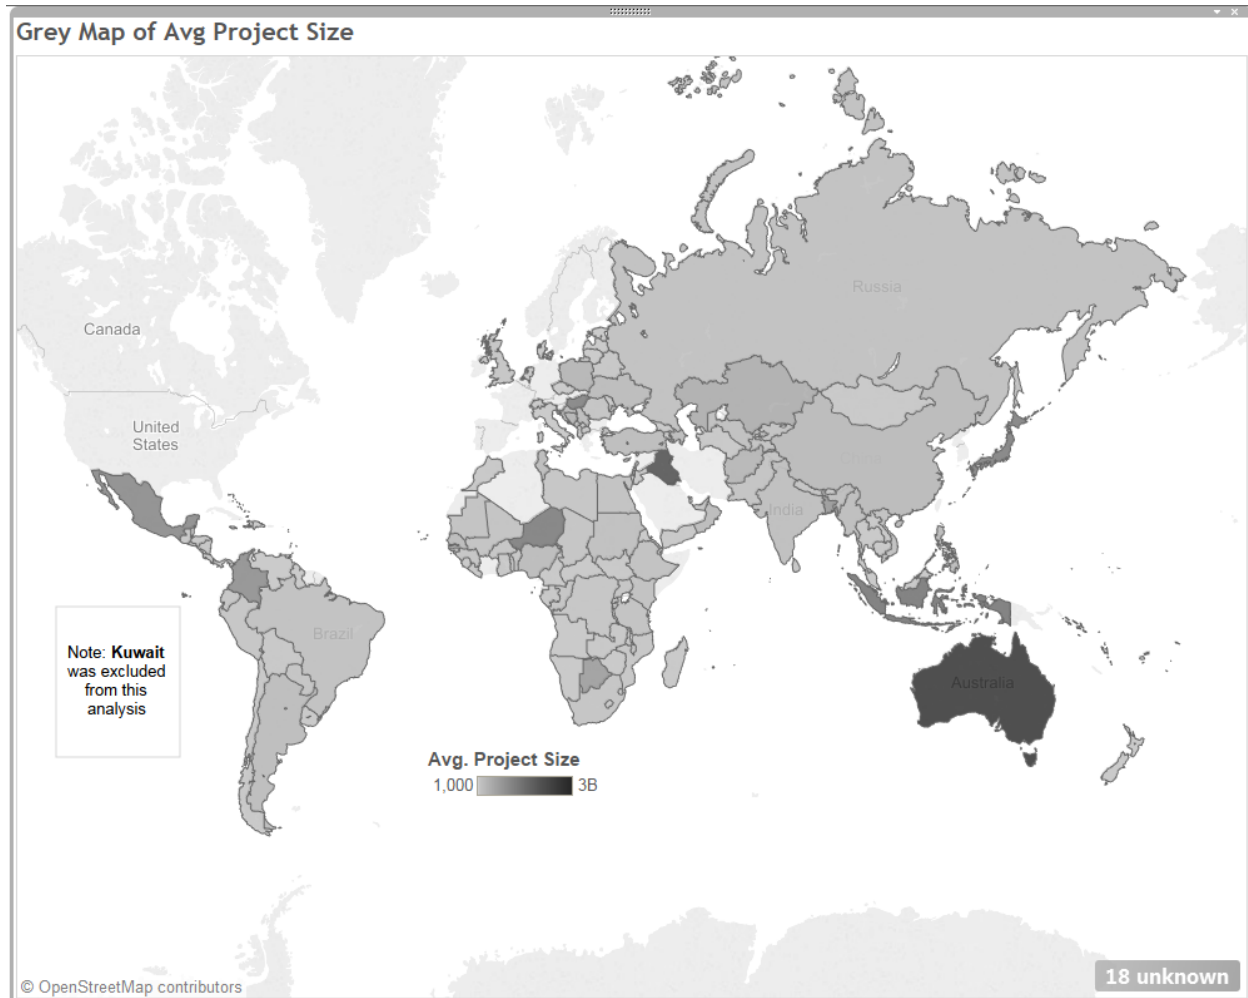 Grey Map of Avg Project Size
Russia
Canada
United
States
China
India
Brazil
Note: Kuwait
was excluded
from this
analysis
Australia
Avg. Project Size
1,000
3B
© OpenStreetMap contributors
18 unknown